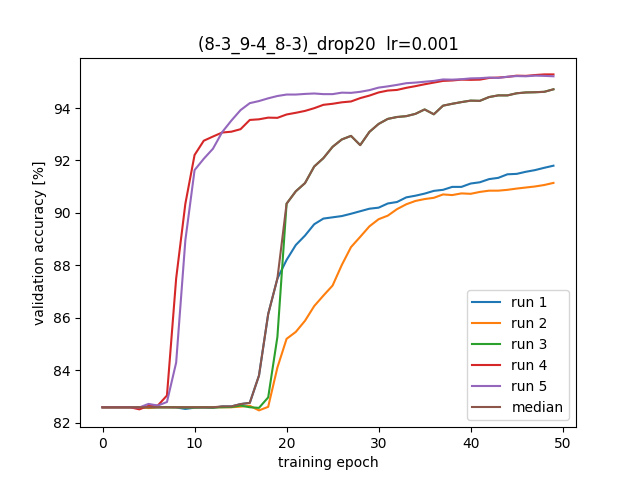 (8-3_9-4_8-3)_drop20 lr=0.001
validation accuracy [%]
94
92
90
88
86
84
82
0 10 20 30 40 50
training epoch
run 1
run 2
run 3
run 4
run 5
median